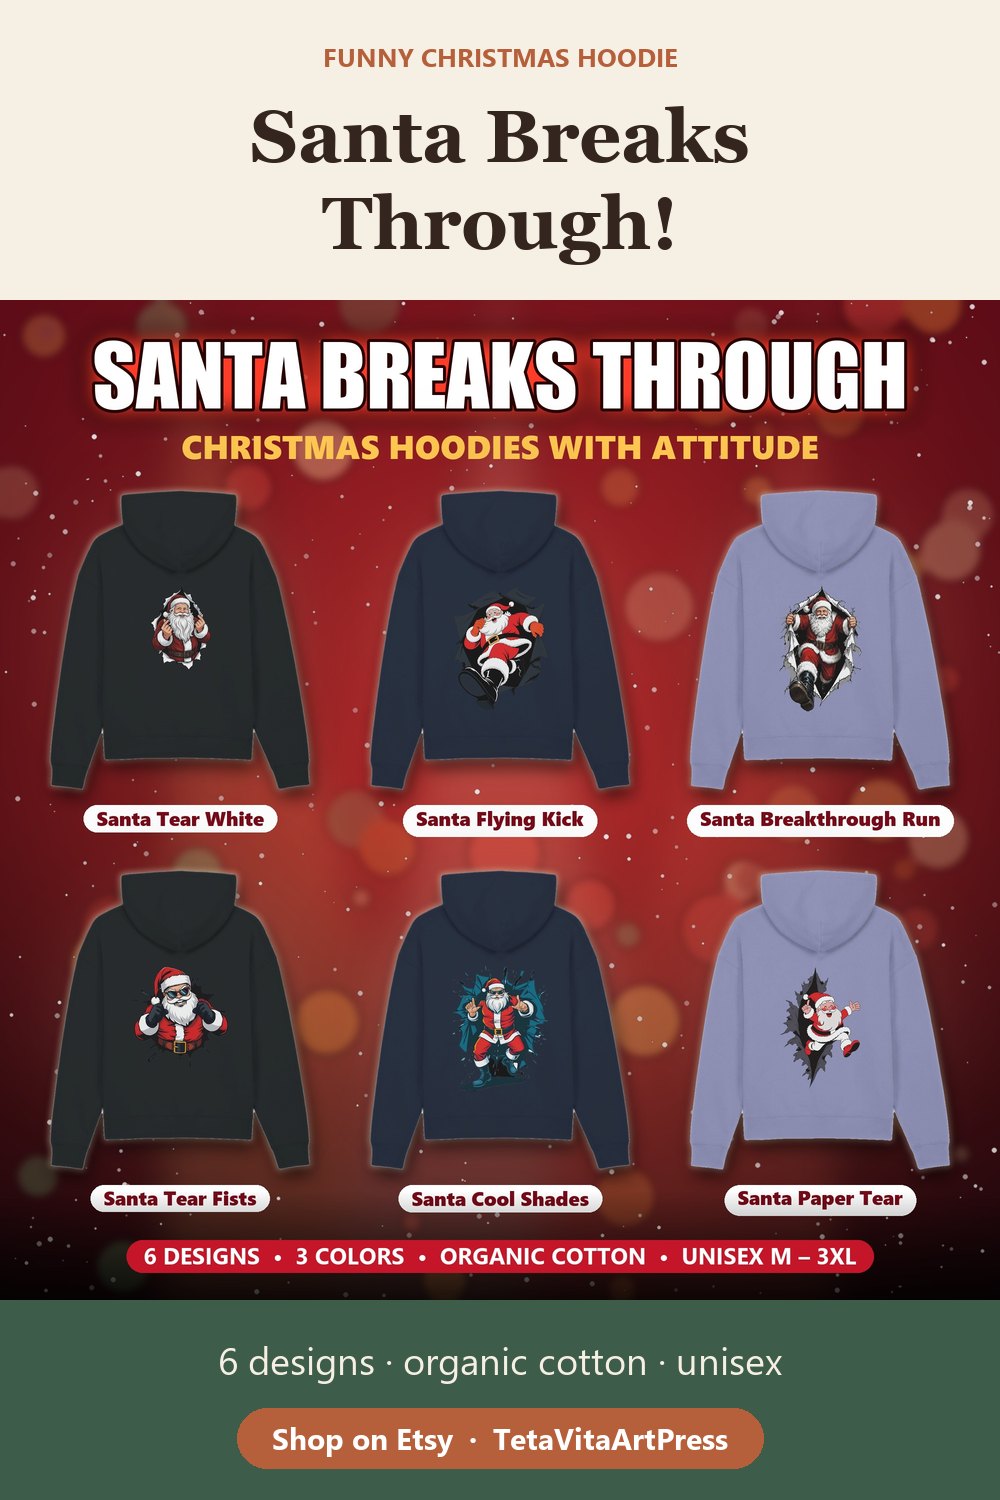 FUNNY CHRISTMAS HOODIE
Santa Breaks
Through!
SANTA BREAKS THROUGH
CHRISTMAS HOODIES WITH ATTITUDE
Santa Tear White
Santa Flying Kick
Santa Breakthrough Run
Santa Tear Fists
Santa Cool Shades
Santa Paper Tear
6 DESIGNS • 3 COLORS • ORGANIC COTTON • UNISEX M – 3XL
6 designs · organic cotton · unisex
Shop on Etsy · TetaVitaArtPress